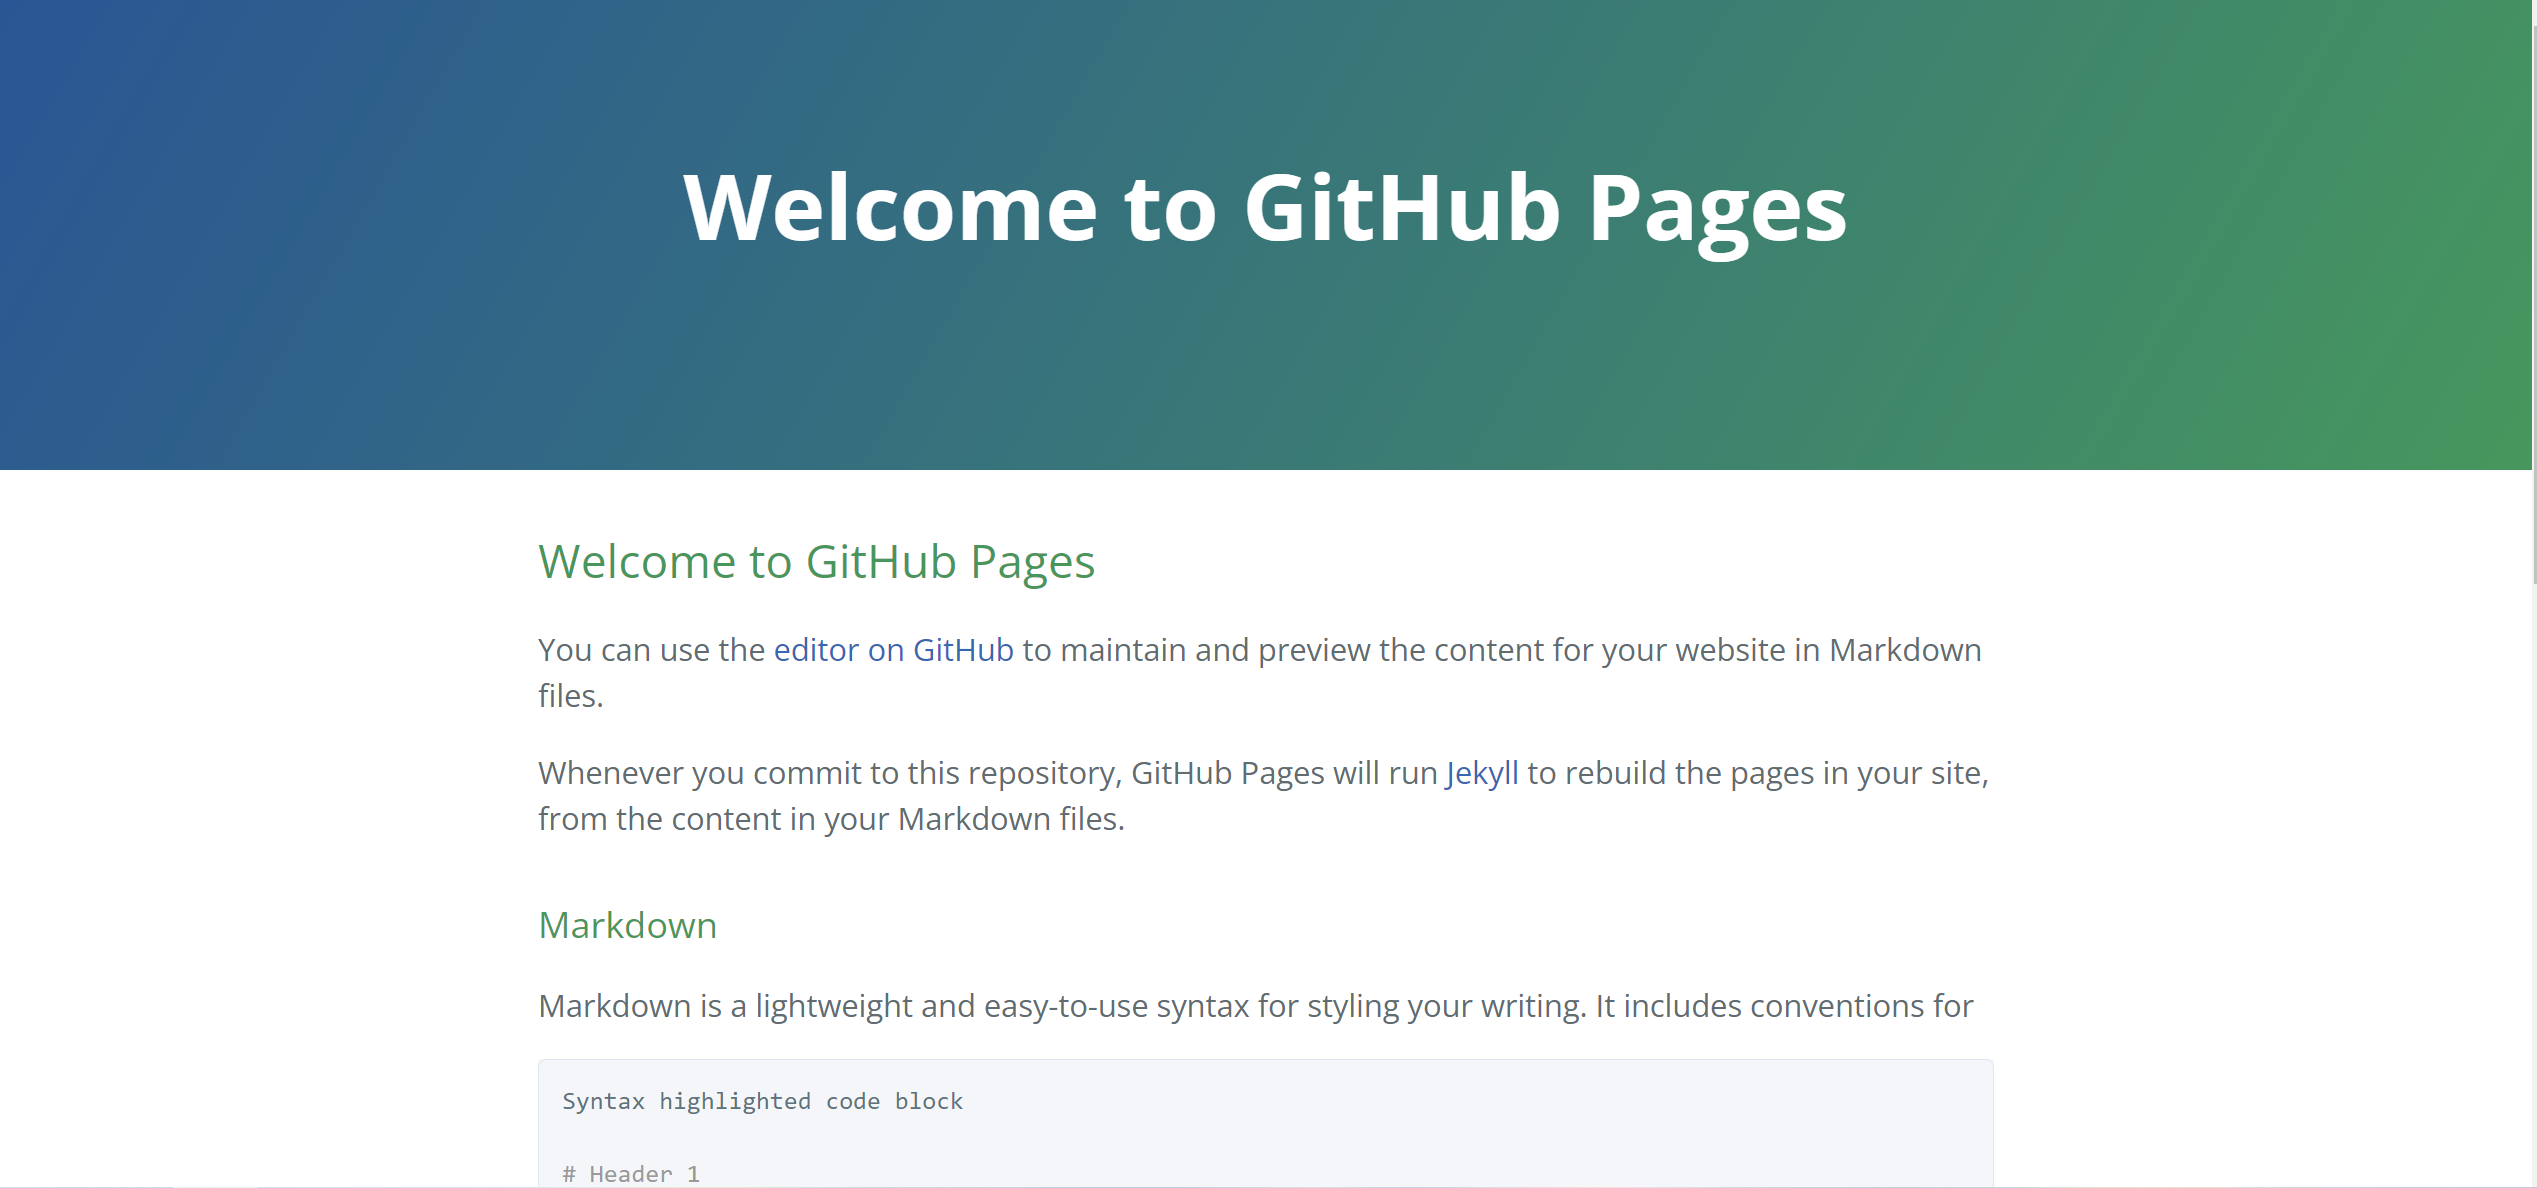 Welcome to GitHub Pages
Welcome to GitHub Pages
You can use the editor on GitHub to maintain and preview the content for your website in Markdown
files.
Whenever you commit to this repository, GitHub Pages will run Jekyll to rebuild the pages in your site,
from the content in your Markdown files.
Markdown
Markdown is a lightweight and easy-to-use syntax for styling your writing. It includes conventions for
Syntax highlighted code block
# Header 1